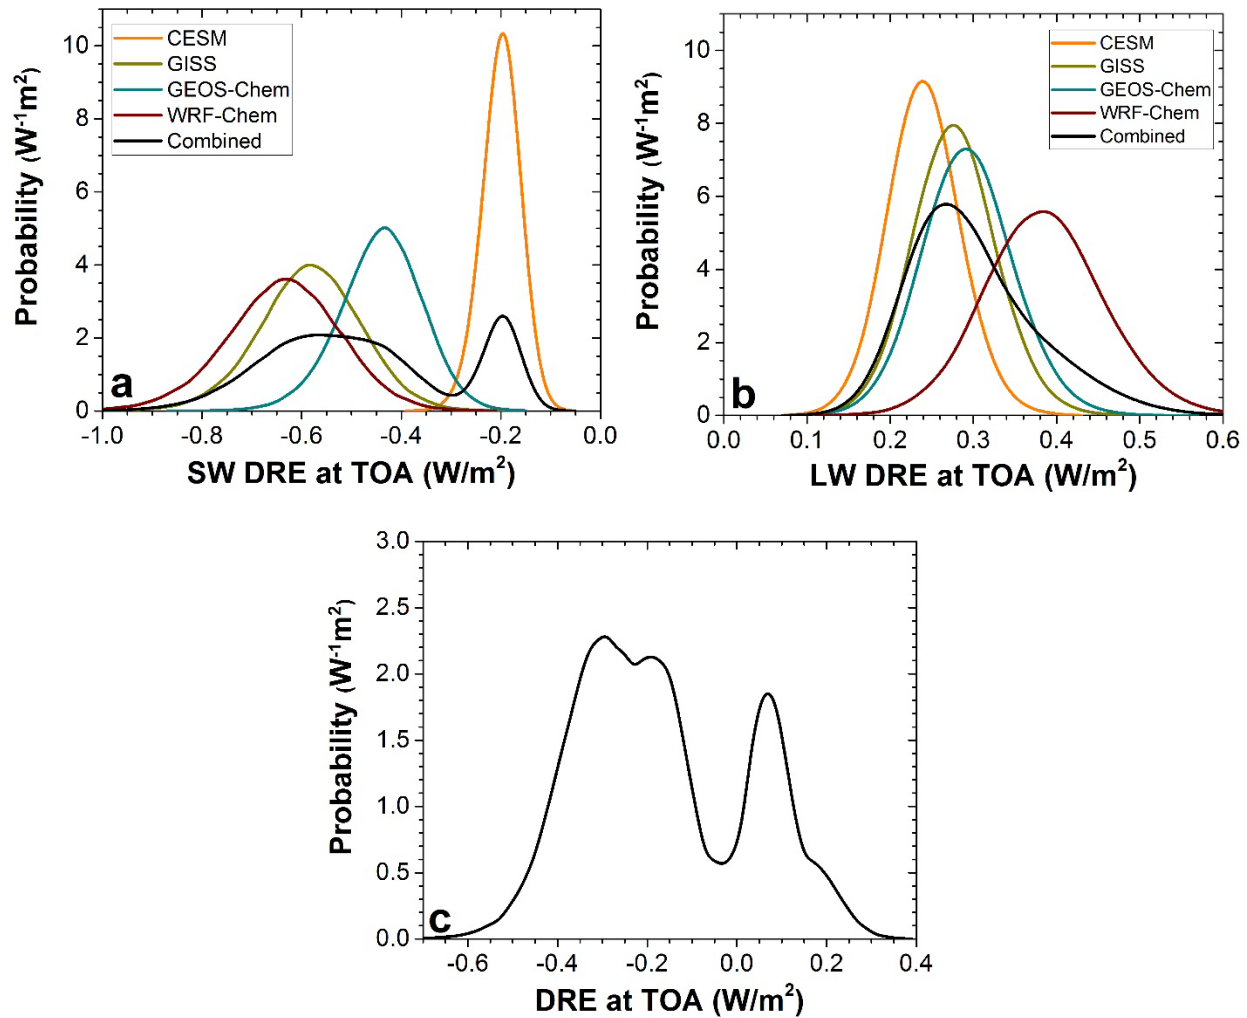 CESM
GISS
GEOS-Chem
WRF-Chem
Combined
Probability (W⁻¹m²)
10
8
6
4
2
0
a
-1.0 -0.8 -0.6 -0.4 -0.2 0.0
SW DRE at TOA (W/m²)
CESM
GISS
GEOS-Chem
WRF-Chem
Combined
Probability (W⁻¹m²)
10
8
6
4
2
0
b
0.0 0.1 0.2 0.3 0.4 0.5 0.6
LW DRE at TOA (W/m²)
Probability (W⁻¹m²)
3.0
2.5
2.0
1.5
1.0
0.5
0.0
c
-0.6 -0.4 -0.2 0.0 0.2 0.4
DRE at TOA (W/m²)